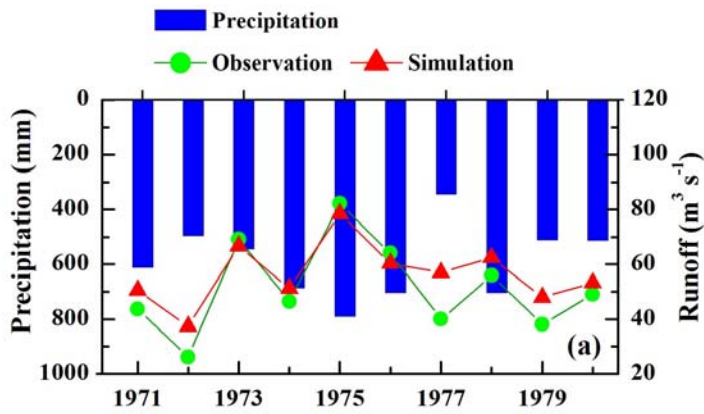 Precipitation
Observation Simulation
Precipitation (mm)
0
200
400
600
800
1000
120
100
80
60
40
20
Runoff (m³ s⁻¹)
(a)
1971 1973 1975 1977 1979